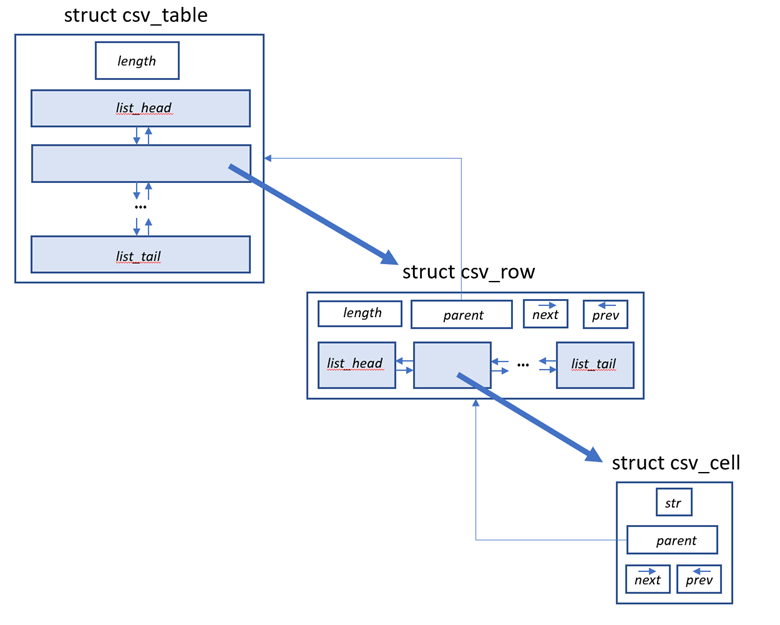 struct csv_table
length
list_head
...
list_tail
struct csv_row
length parent next prev
list_head ... list_tail
struct csv_cell
str
parent
next prev